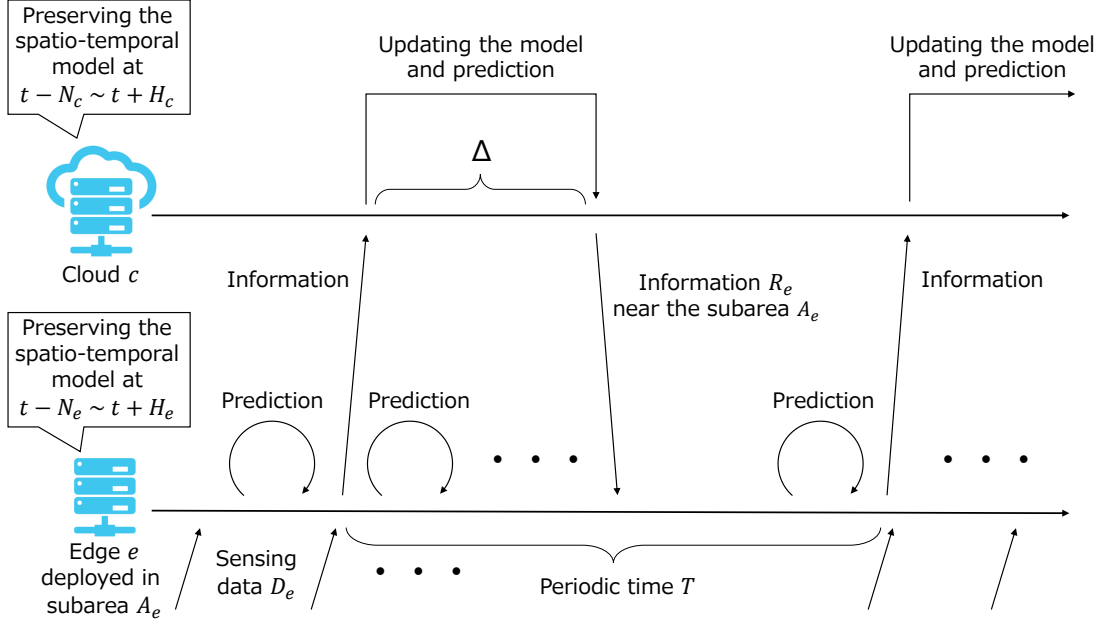 Preserving the
spatio-temporal
model at
t − N_c ~ t + H_c
Updating the model
and prediction
Updating the model
and prediction
Δ
Cloud c
Information
Information R_e
near the subarea A_e
Information
Preserving the
spatio-temporal
model at
t − N_e ~ t + H_e
Prediction
Prediction
Prediction
Edge e
deployed in
subarea A_e
Sensing
data D_e
Periodic time T